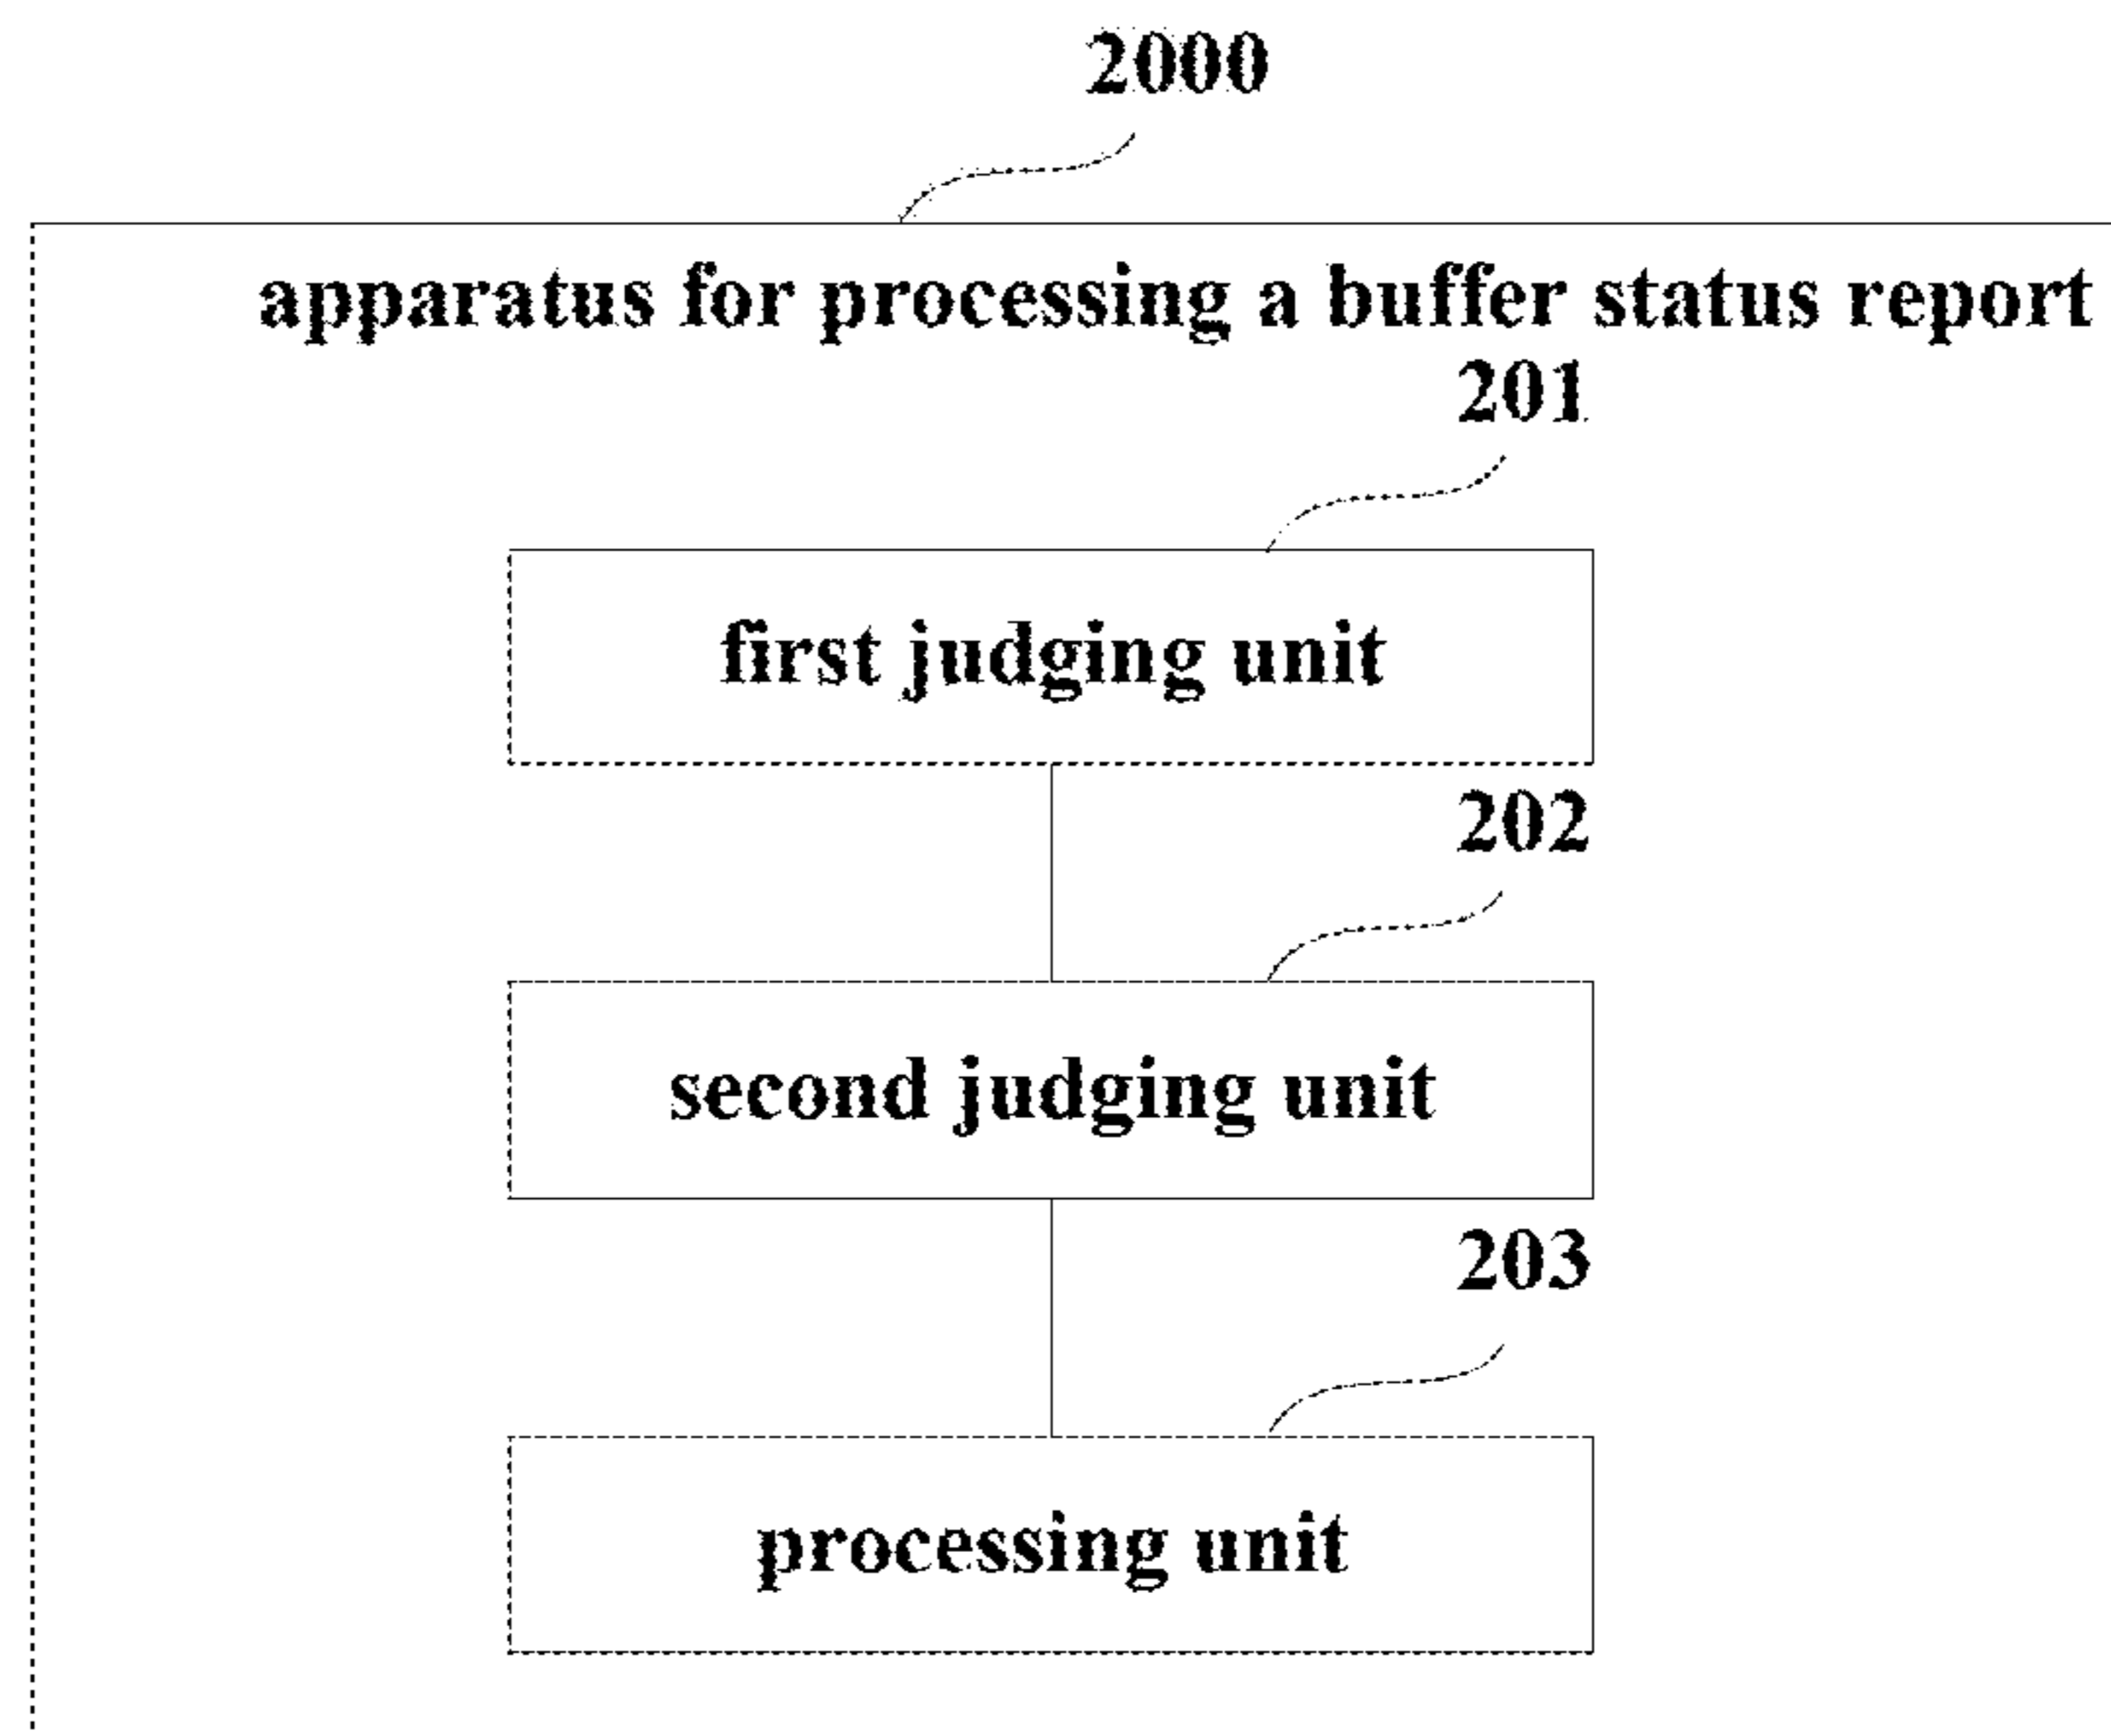 2000
apparatus for processing a buffer status report
201
first judging unit
202
second judging unit
203
processing unit